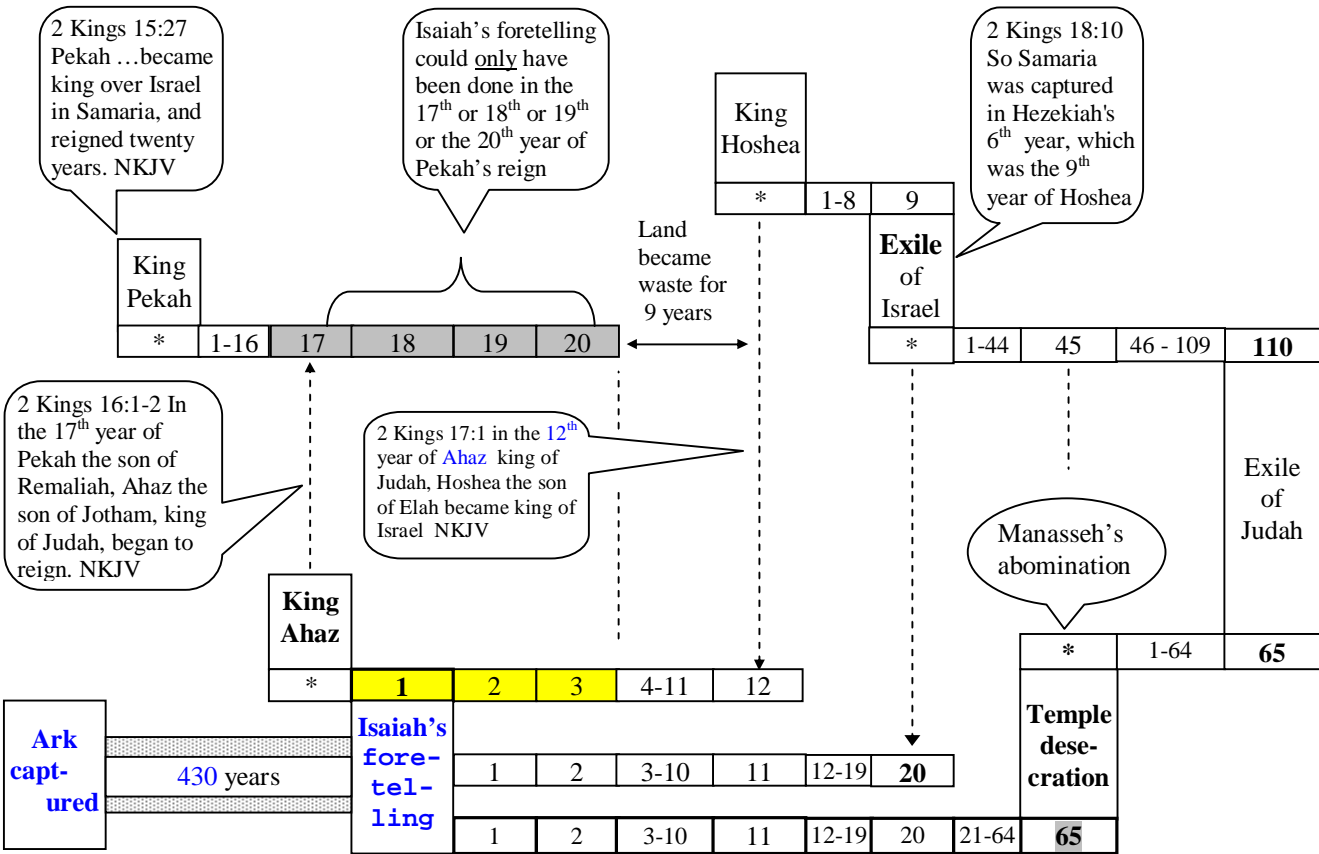 2 Kings 15:27
Pekah …became
king over Israel
in Samaria, and
reigned twenty
years. NKJV
Isaiah’s foretelling
could only have
been done in the
17th or 18th or 19th
or the 20th year of
Pekah’s reign
King
Hoshea
2 Kings 18:10
So Samaria
was captured
in Hezekiah's
6th year, which
was the 9th
year of Hoshea
* 1-8 9
Land
became
waste for
9 years
Exile
of
Israel
King
Pekah
* 1-16 17 18 19 20
* 1-44 45 46 - 109 110
2 Kings 16:1-2 In
the 17th year of
Pekah the son of
Remaliah, Ahaz the
son of Jotham, king
of Judah, began to
reign. NKJV
2 Kings 17:1 in the 12th
year of Ahaz king of
Judah, Hoshea the son
of Elah became king of
Israel NKJV
Exile
of
Judah
Manasseh’s
abomination
King
Ahaz
* 1-64 65
* 1 2 3 4-11 12
Ark
capt-
ured
430 years
Isaiah’s
fore-
tel-
ling
Temple
dese-
cration
1 2 3-10 11 12-19 20
1 2 3-10 11 12-19 20 21-64 65